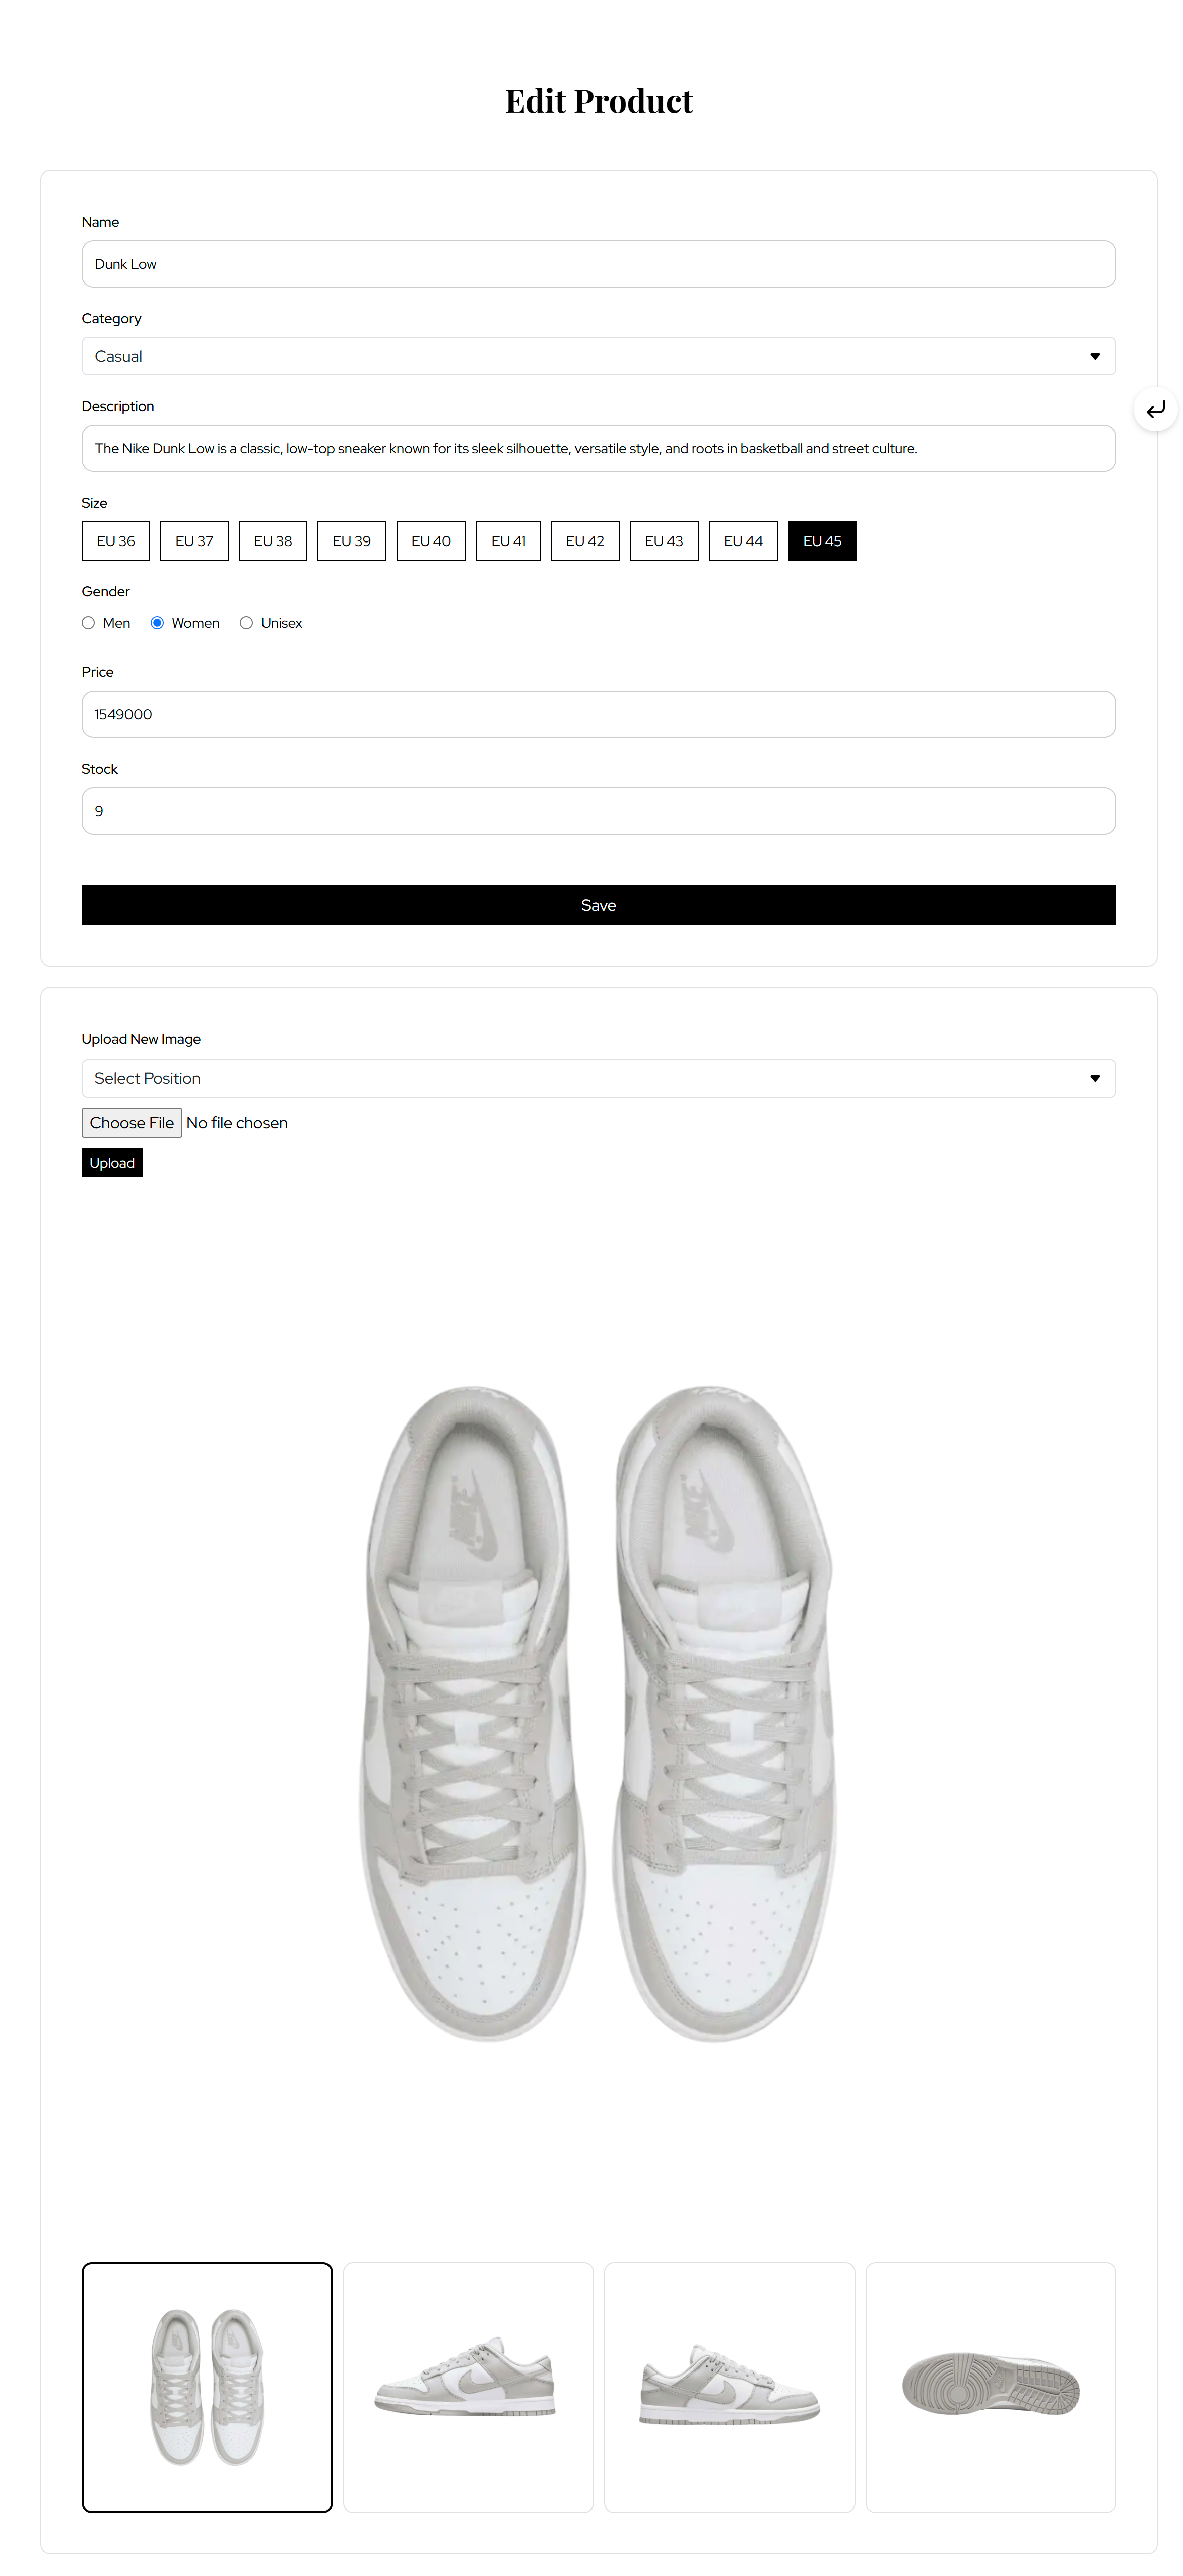 Edit Product
Name
Dunk Low
Category
Casual
Description
The Nike Dunk Low is a classic, low-top sneaker known for its sleek silhouette, versatile style, and roots in basketball and street culture.
Size
EU 36 EU 37 EU 38 EU 39 EU 40 EU 41 EU 42 EU 43 EU 44 EU 45
Gender
Men Women Unisex
Price
1549000
Stock
9
Save
Upload New Image
Select Position
Choose File No file chosen
Upload
NIKE NIKE